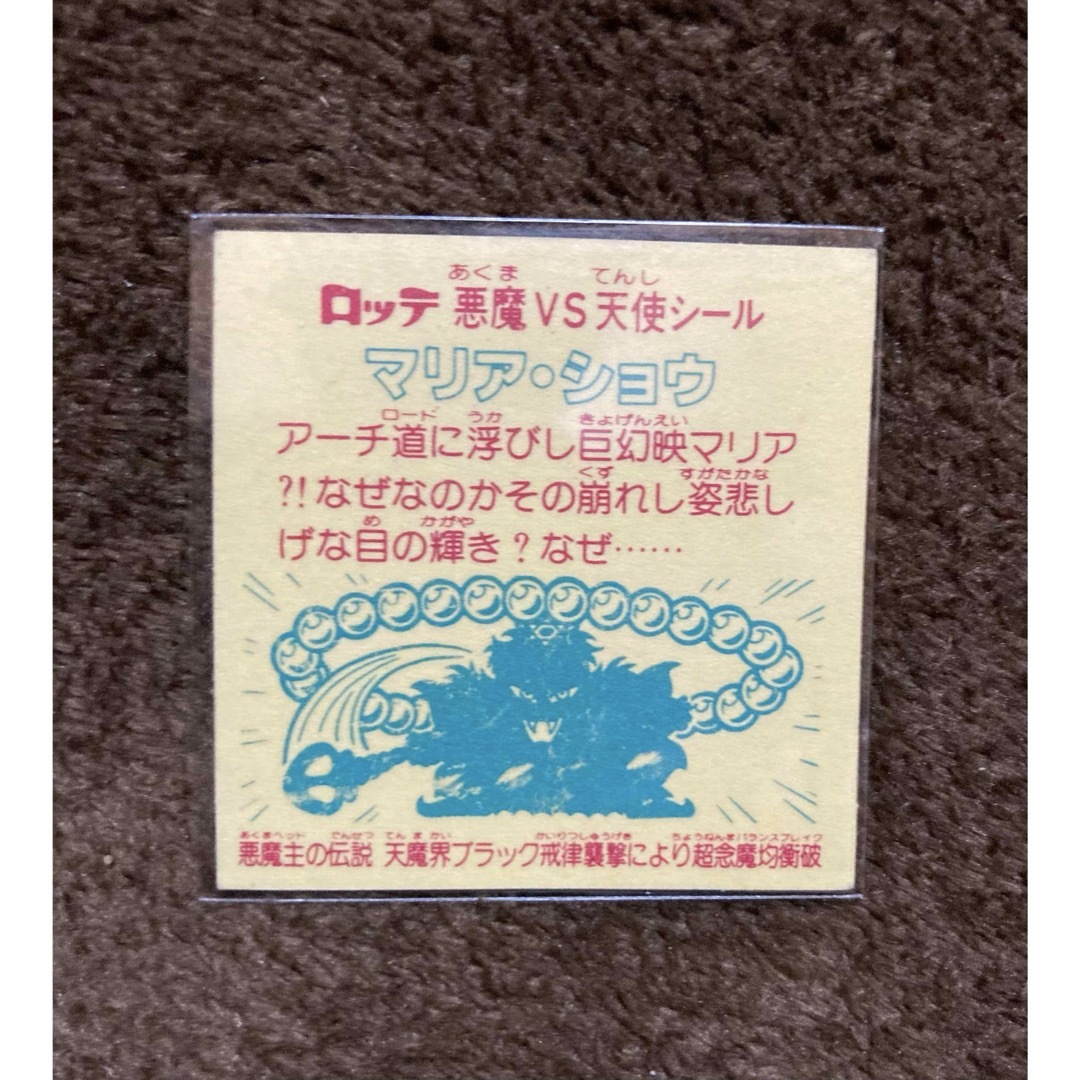 あくま てんし
ロッテ 悪魔VS天使シール
マリア・ショウ
ロード うか きょげんえい
アーチ道に浮びし巨幻映マリア
くず すがたかな
?!なぜなのかその崩れし姿悲し
め かがや
げな目の輝き?なぜ……
あくまヘッド でんせつ てん ま かい かいりつしゅうげき ちょうねんまバランスブレイク
悪魔主の伝説 天魔界ブラック戒律襲撃により超念魔均衡破